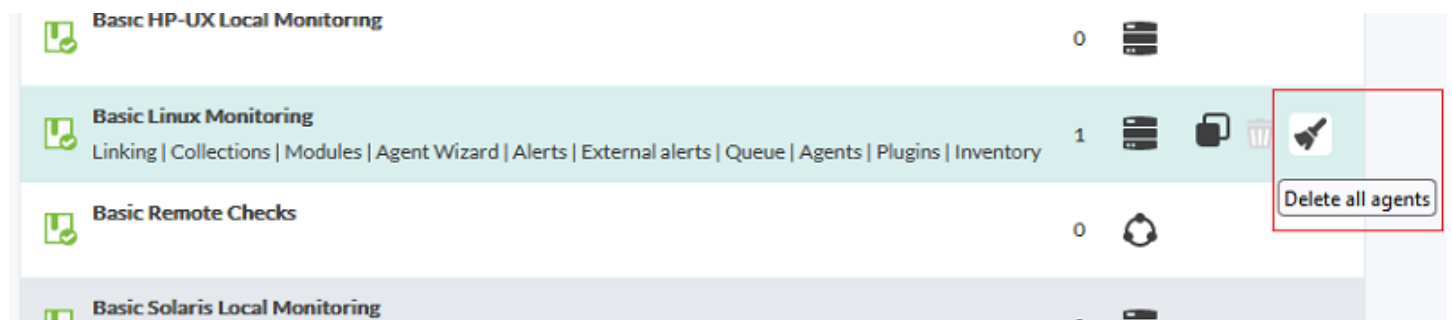 Basic HP-UX Local Monitoring
0
Basic Linux Monitoring
Linking | Collections | Modules | Agent Wizard | Alerts | External alerts | Queue | Agents | Plugins | Inventory
1
Delete all agents
Basic Remote Checks
0
Basic Solaris Local Monitoring